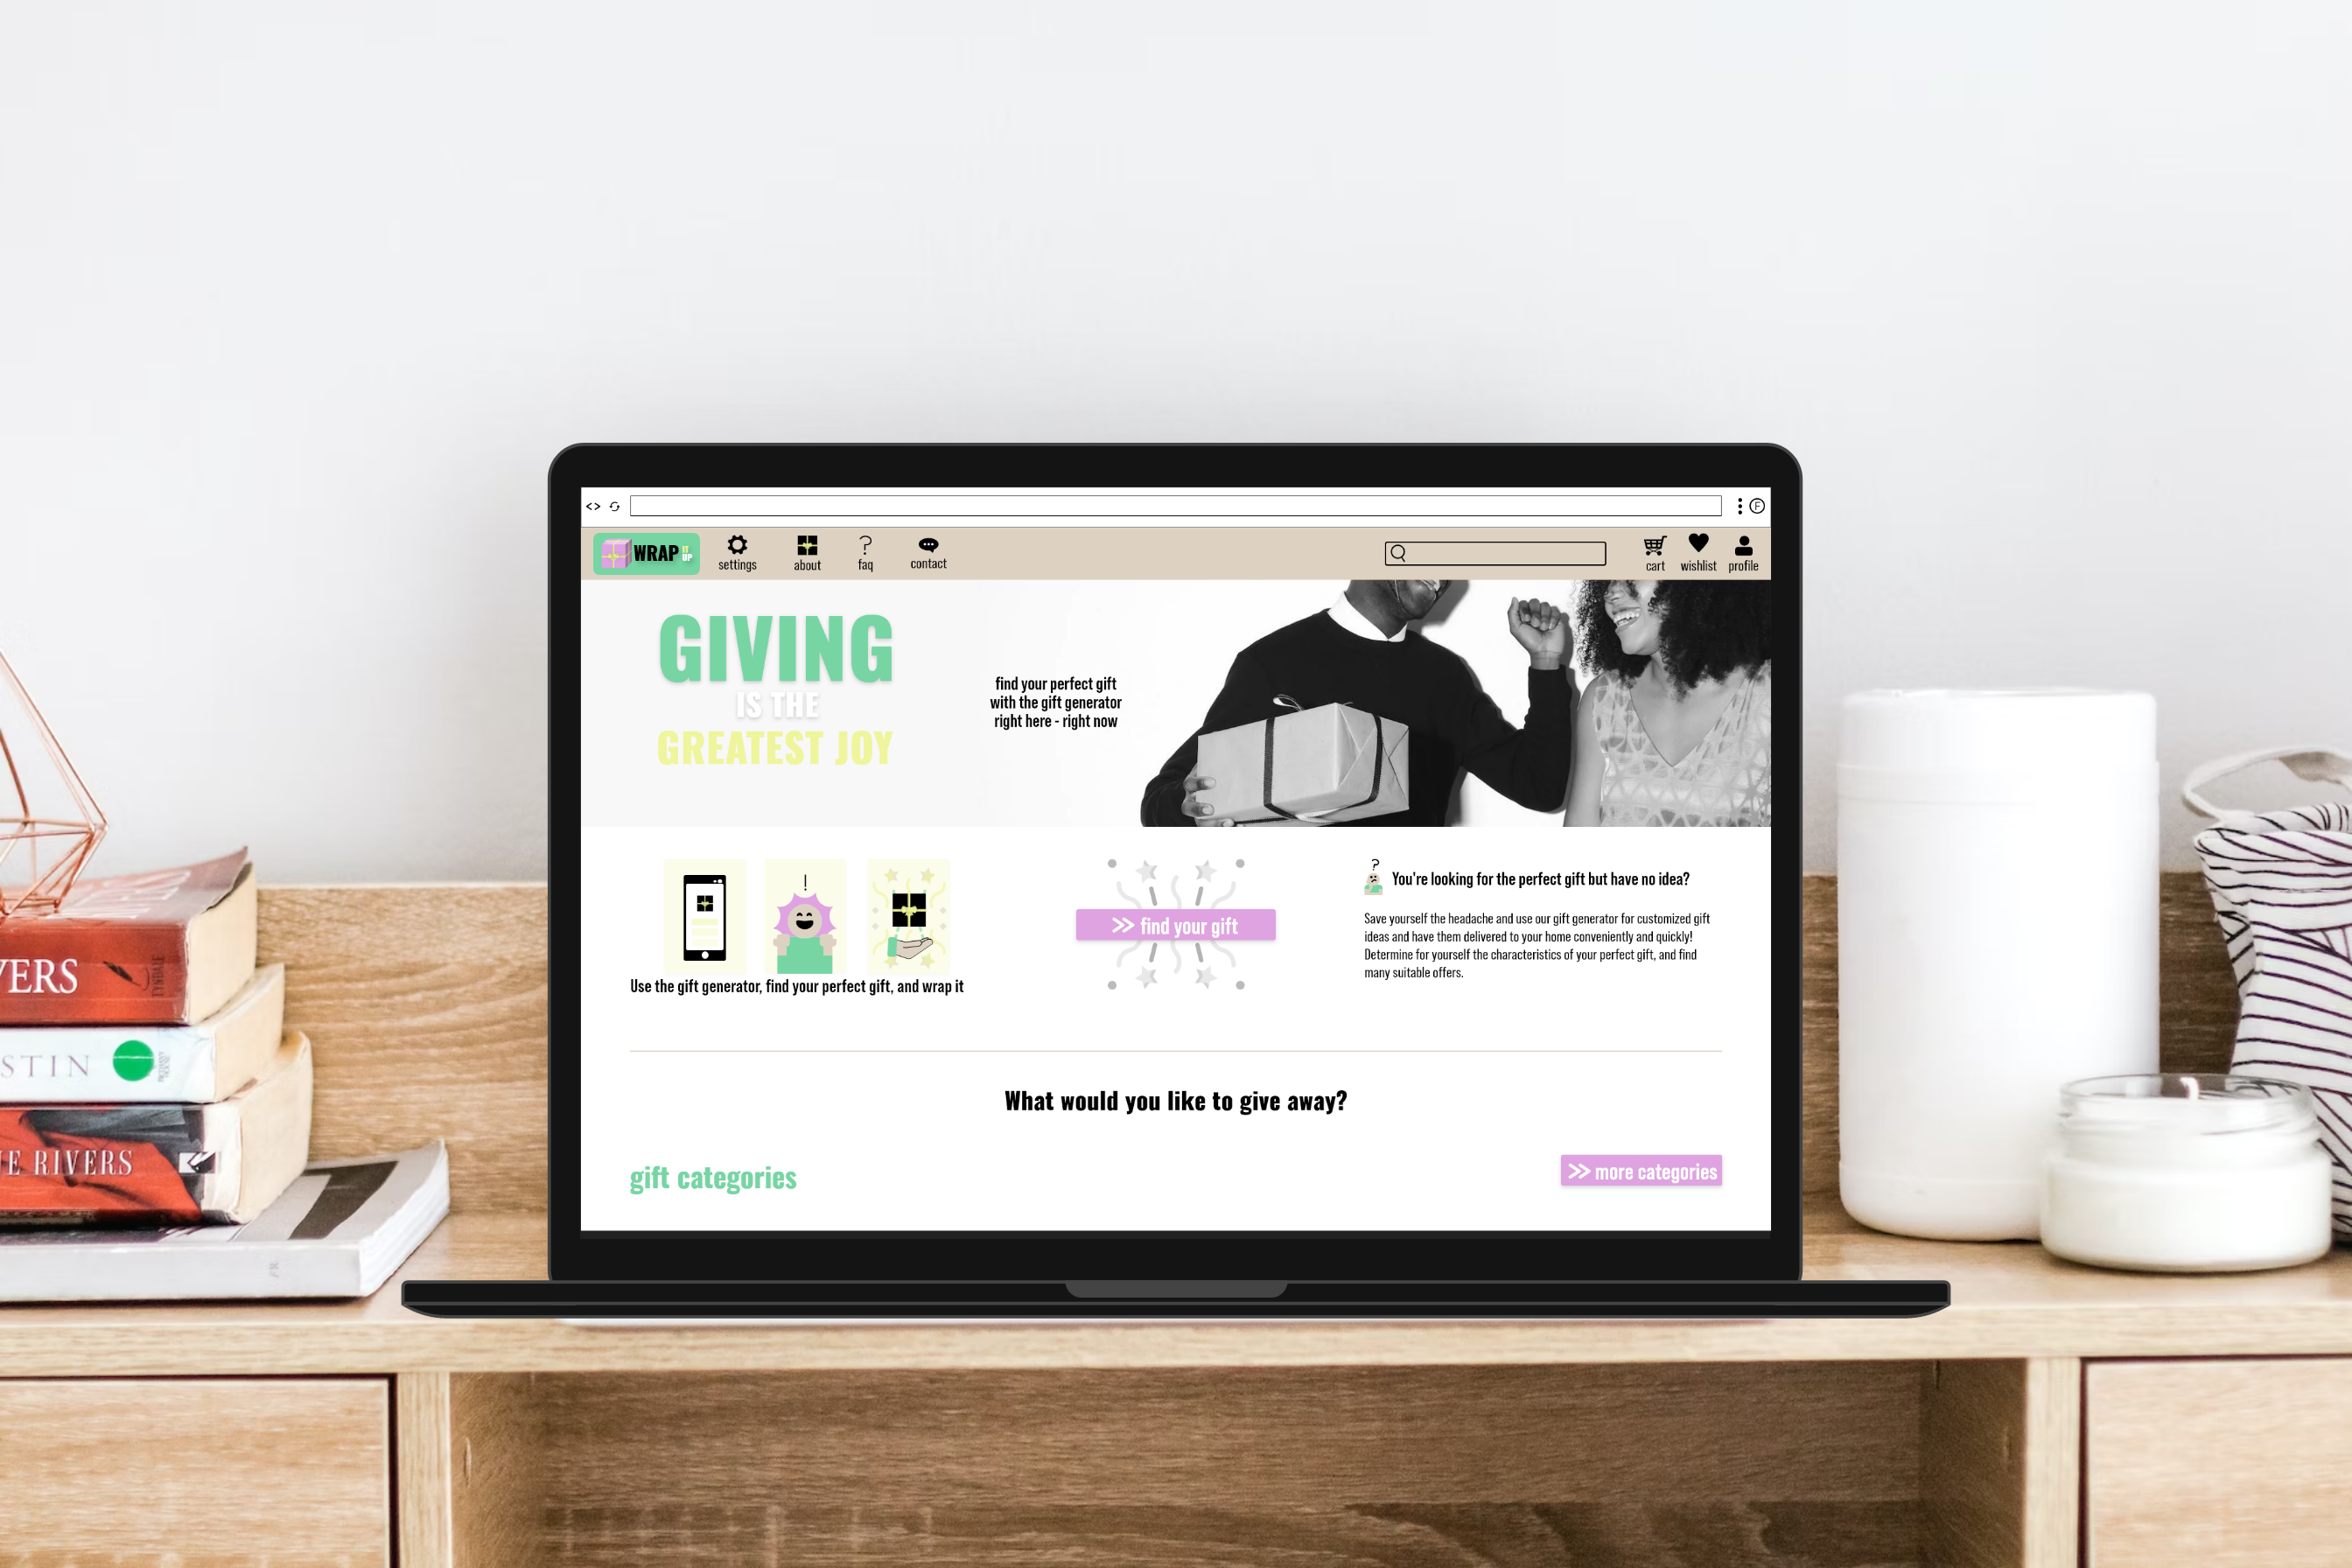 F
WRAP
IT
UP
settings
about
?
faq
contact
cart
wishlist
profile
GIVING
IS THE
GREATEST JOY
find your perfect gift
with the gift generator
right here - right now
!
Use the gift generator, find your perfect gift, and wrap it
>> find your gift
?
You're looking for the perfect gift but have no idea?
Save yourself the headache and use our gift generator for customized gift
ideas and have them delivered to your home conveniently and quickly!
Determine for yourself the characteristics of your perfect gift, and find
many suitable offers.
What would you like to give away?
gift categories
>> more categories
VERS
TYNDALE
STIN
E RIVERS